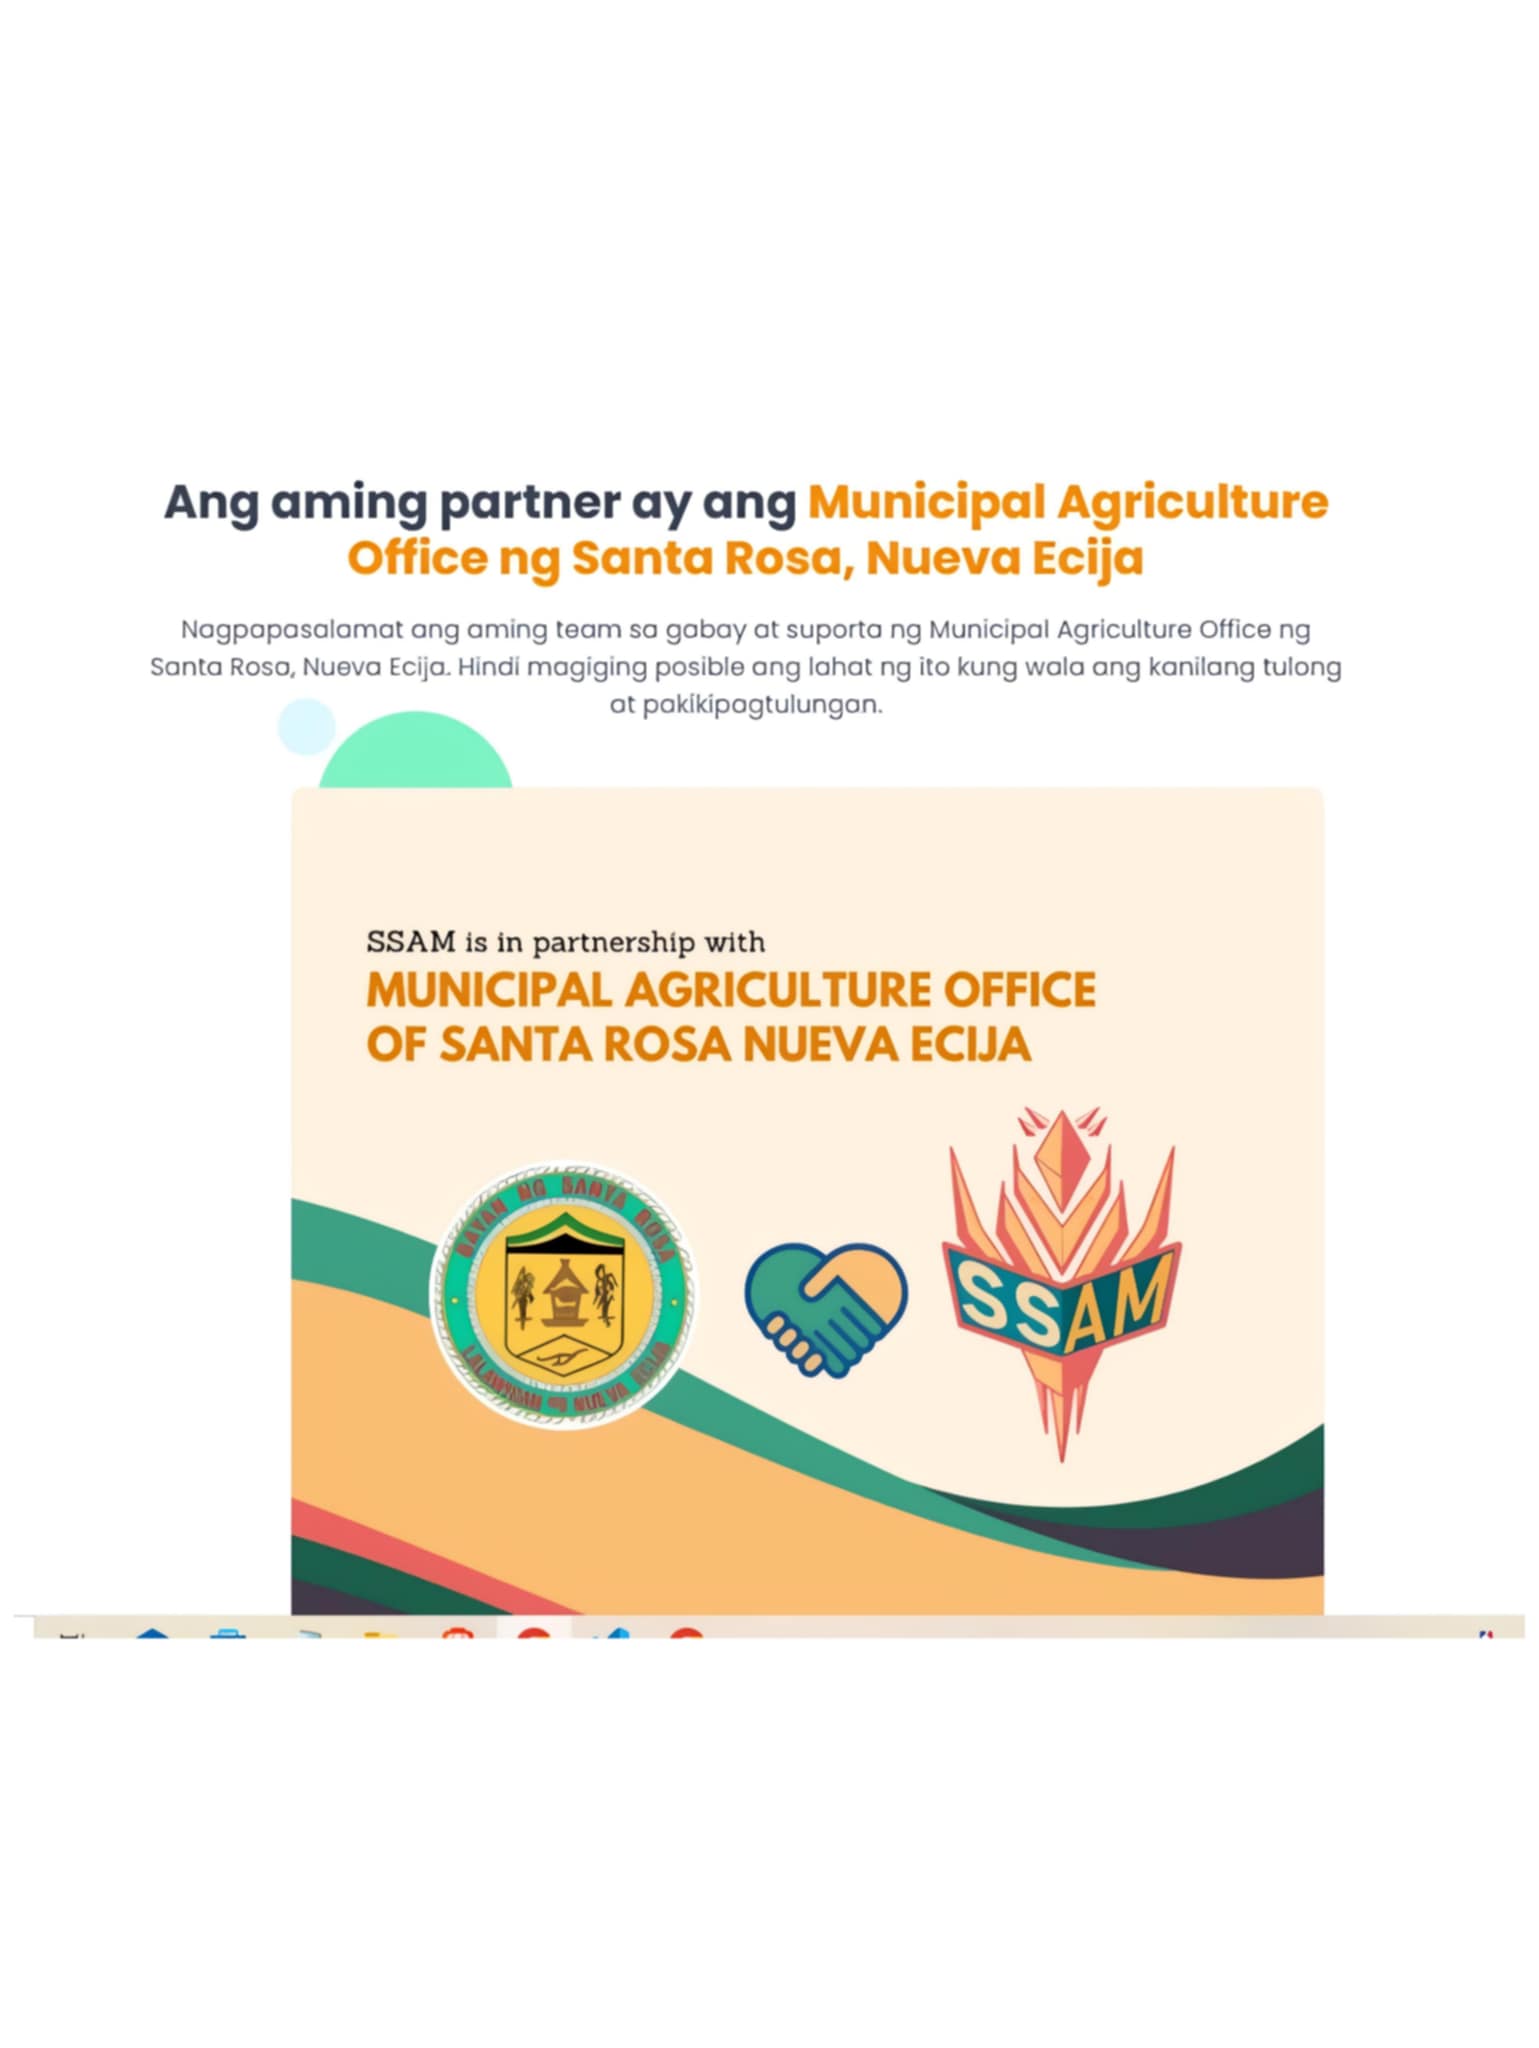 Ang aming partner ay ang Municipal Agriculture
Office ng Santa Rosa, Nueva Ecija
Nagpapasalamat ang aming team sa gabay at suporta ng Municipal Agriculture Office ng
Santa Rosa, Nueva Ecija. Hindi magiging posible ang lahat ng ito kung wala ang kanilang tulong
at pakikipagtulungan.
SSAM is in partnership with
MUNICIPAL AGRICULTURE OFFICE
OF SANTA ROSA NUEVA ECIJA
BAYAN NG SANTA ROSA
LALAWIGAN NG NUEVA ECIJA
SSAM